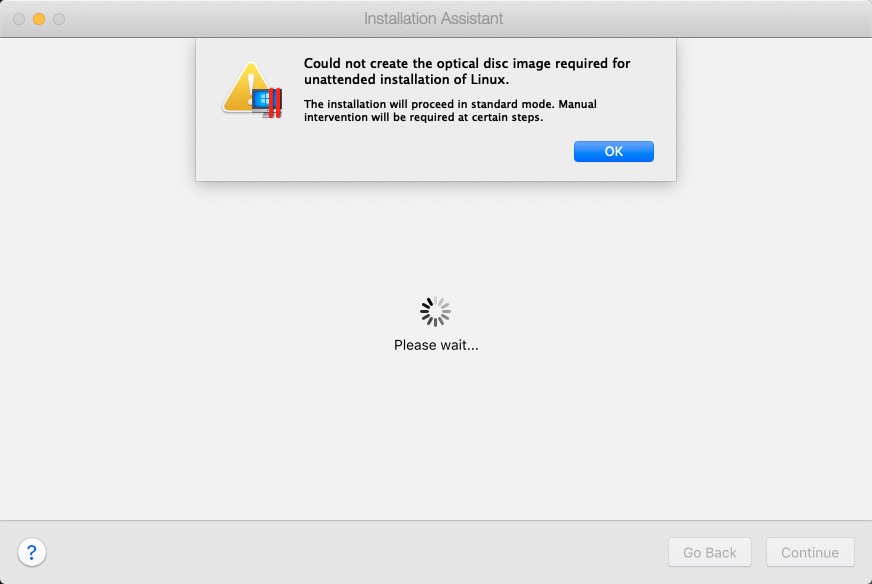 Installation Assistant
Could not create the optical disc image required for
unattended installation of Linux.
The installation will proceed in standard mode. Manual
intervention will be required at certain steps.
OK
Please wait...
?
Go Back
Continue